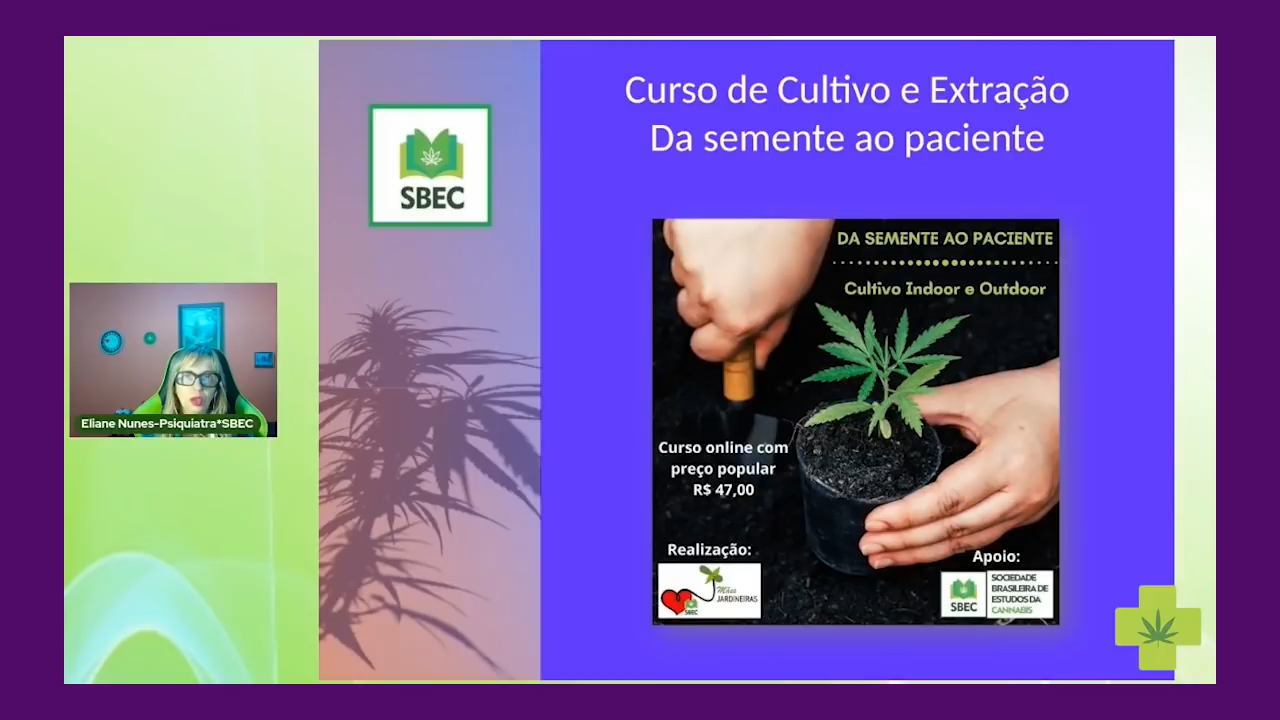 Curso de Cultivo e Extração
Da semente ao paciente
SBEC
DA SEMENTE AO PACIENTE
Cultivo Indoor e Outdoor
Eliane Nunes-Psiquiatra*SBEC
Curso online com
preço popular
R$ 47,00
Realização:
Mães
JARDINEIRAS
SBEC
Apoio:
SBEC
SOCIEDADE
BRASILEIRA DE
ESTUDOS DA
CANNABIS